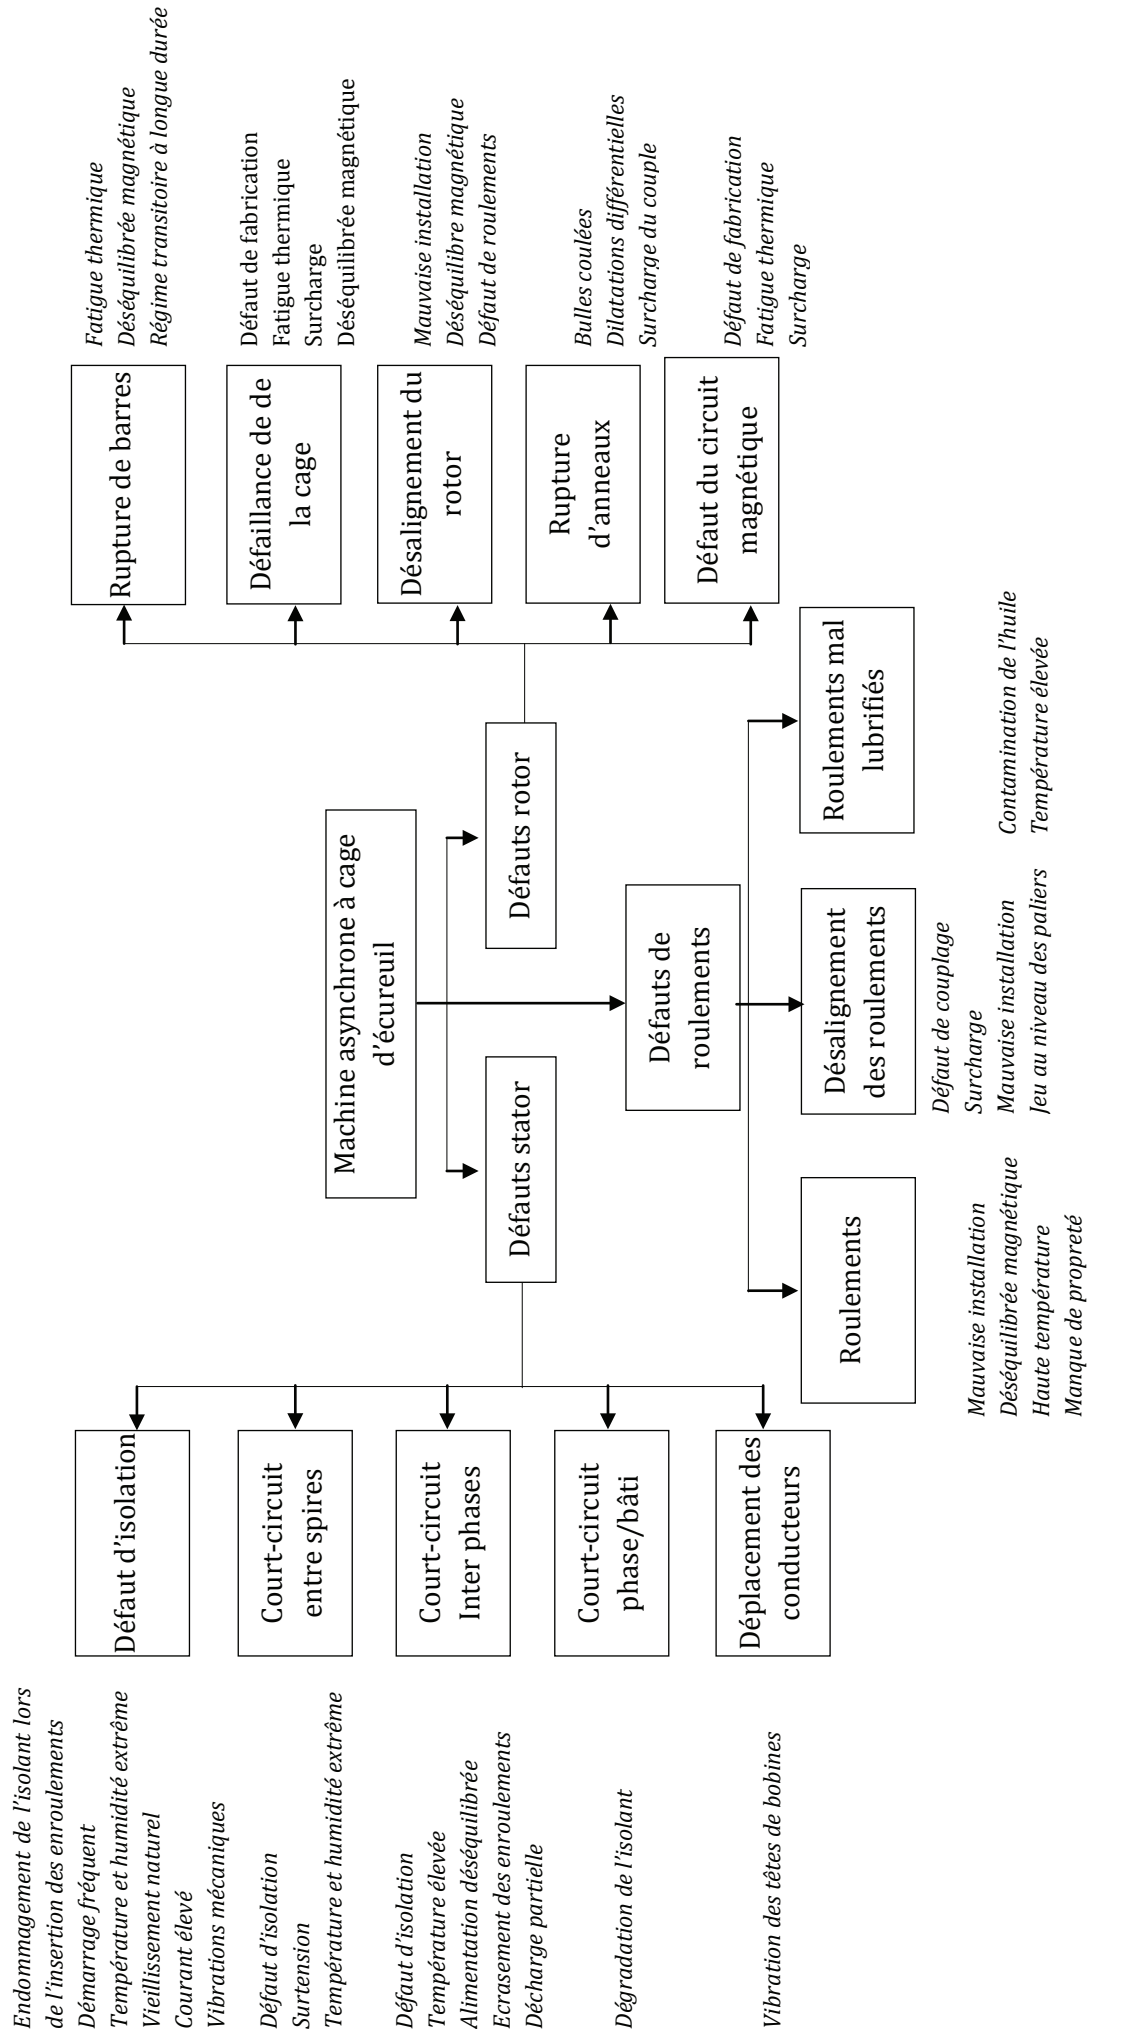 Machine asynchrone à cage
d'écureuil
Défauts stator
Défauts rotor
Défauts de
roulements
Endommagement de l'isolant lors
de l'insertion des enroulements
Démarrage fréquent
Température et humidité extrême
Vieillissement naturel
Courant élevé
Vibrations mécaniques
Défaut d'isolation
Défaut d'isolation
Surtension
Température et humidité extrême
Court-circuit
entre spires
Défaut d'isolation
Température élevée
Alimentation déséquilibrée
Ecrasement des enroulements
Décharge partielle
Court-circuit
Inter phases
Dégradation de l'isolant
Court-circuit
phase/bâti
Vibration des têtes de bobines
Déplacement des
conducteurs
Rupture de barres
Fatigue thermique
Déséquilibrée magnétique
Régime transitoire à longue durée
Défaillance de de
la cage
Défaut de fabrication
Fatigue thermique
Surcharge
Déséquilibrée magnétique
Désalignement du
rotor
Mauvaise installation
Déséquilibre magnétique
Défaut de roulements
Rupture
d'anneaux
Bulles coulées
Dilatations différentielles
Surcharge du couple
Défaut du circuit
magnétique
Défaut de fabrication
Fatigue thermique
Surcharge
Roulements
Mauvaise installation
Déséquilibrée magnétique
Haute température
Manque de propreté
Désalignement
des roulements
Défaut de couplage
Surcharge
Mauvaise installation
Jeu au niveau des paliers
Roulements mal
lubrifiés
Contamination de l'huile
Température élevée